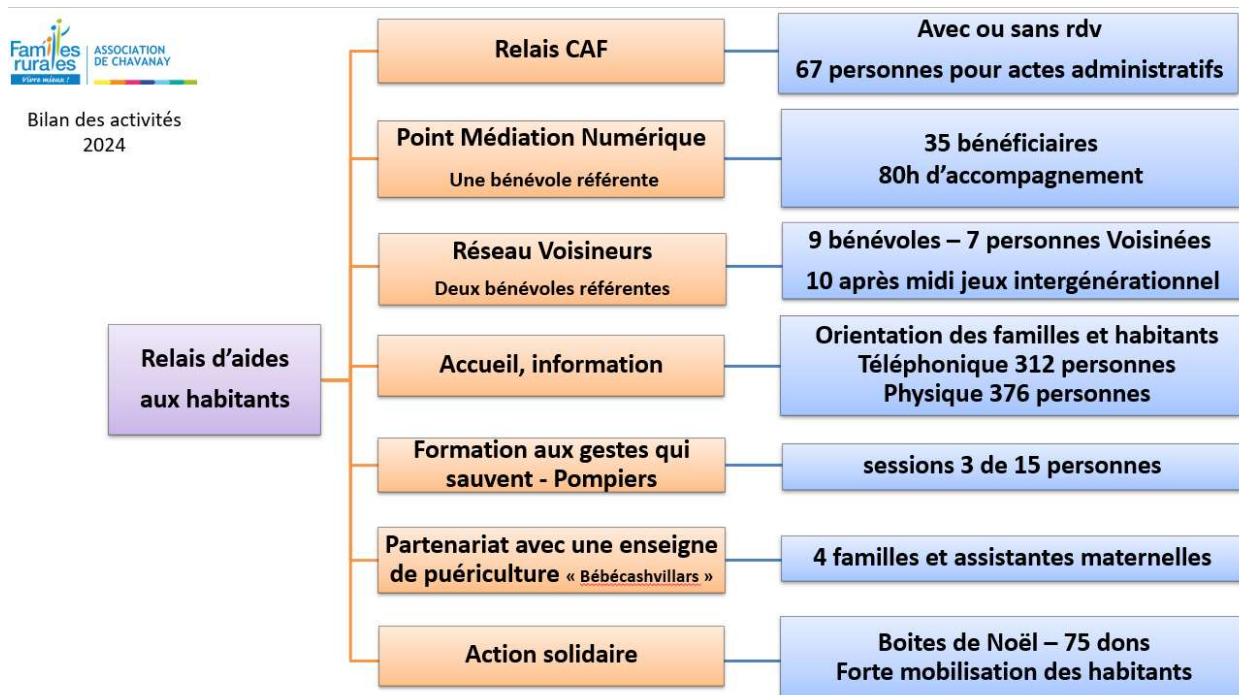 Familles
rurales
Vivre mieux !
ASSOCIATION
DE CHAVANAY
Bilan des activités
2024
Relais d'aides
aux habitants
Relais CAF
Avec ou sans rdv
67 personnes pour actes administratifs
Point Médiation Numérique
Une bénévole référente
35 bénéficiaires
80h d'accompagnement
Réseau Voisineurs
Deux bénévoles référentes
9 bénévoles – 7 personnes Voisinées
10 après midi jeux intergénérationnel
Accueil, information
Orientation des familles et habitants
Téléphonique 312 personnes
Physique 376 personnes
Formation aux gestes qui
sauvent - Pompiers
sessions 3 de 15 personnes
Partenariat avec une enseigne
de puériculture « Bébécashvillars »
4 familles et assistantes maternelles
Action solidaire
Boites de Noël – 75 dons
Forte mobilisation des habitants